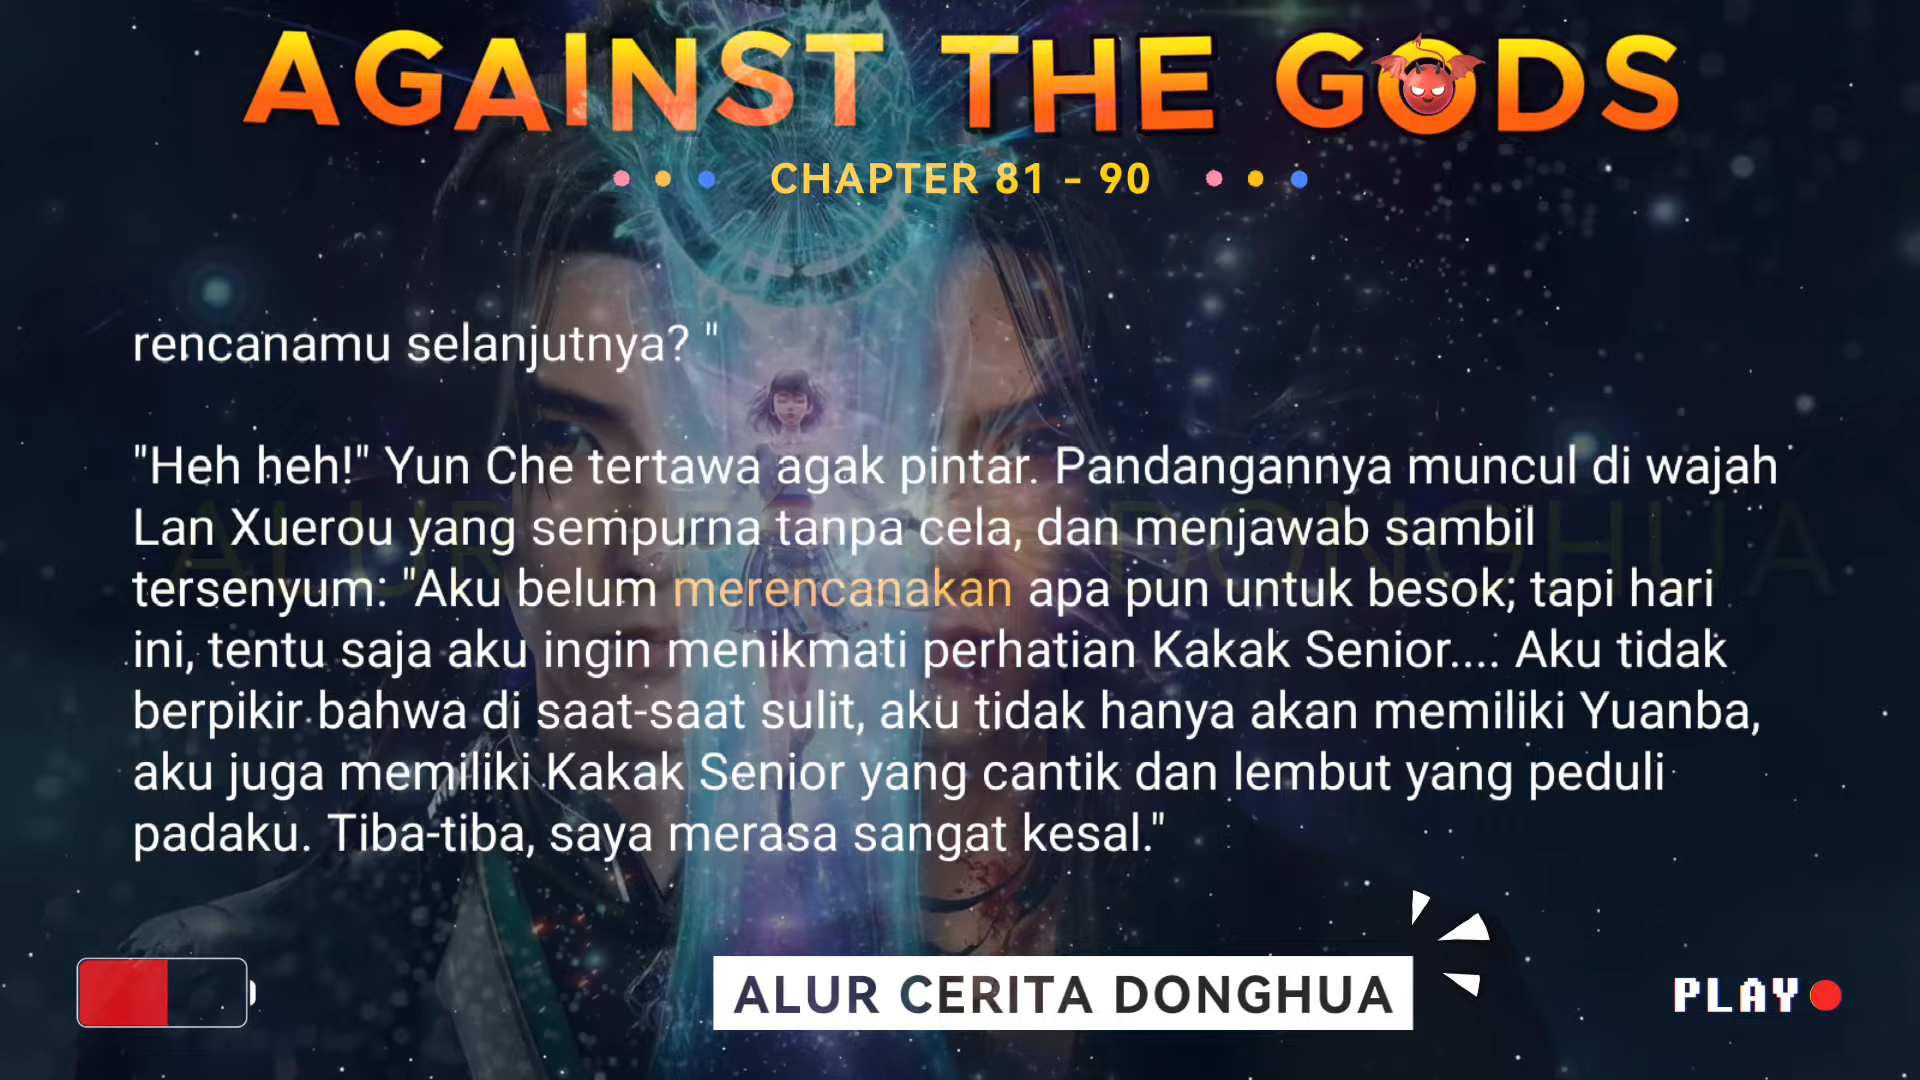 AGAINST THE GODS
CHAPTER 81 - 90
rencanamu selanjutnya? "
"Heh heh!" Yun Che tertawa agak pintar. Pandangannya muncul di wajah
Lan Xuerou yang sempurna tanpa cela, dan menjawab sambil
tersenyum: "Aku belum merencanakan apa pun untuk besok; tapi hari
ini, tentu saja aku ingin menikmati perhatian Kakak Senior.... Aku tidak
berpikir bahwa di saat-saat sulit, aku tidak hanya akan memiliki Yuanba,
aku juga memiliki Kakak Senior yang cantik dan lembut yang peduli
padaku. Tiba-tiba, saya merasa sangat kesal."
ALUR DONGHUA
ALUR CERITA DONGHUA
PLAY